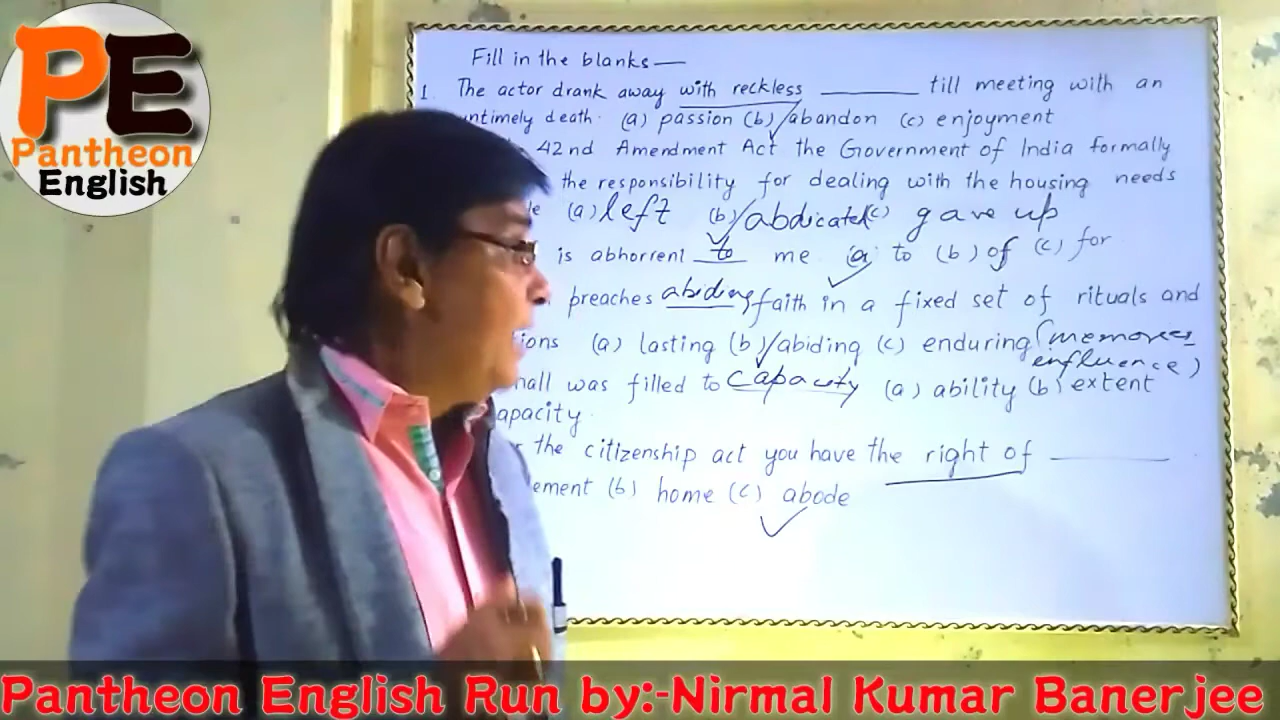 PE
Pantheon
English
Fill in the blanks—
1. The actor drank away with reckless ______ till meeting with an
untimely death. (a) passion (b) abandon (c) enjoyment
42nd Amendment Act the Government of India formally
the responsibility for dealing with the housing needs
(a) left (b) abdicated (c) gave up
is abhorrent to me (a) to (b) of (c) for
preaches abiding faith in a fixed set of rituals and
(a) lasting (b) abiding (c) enduring (memories
influence)
hall was filled to capacity (a) ability (b) extent
capacity.
the citizenship act you have the right of ______
(b) home (c) abode
Pantheon English Run by:-Nirmal Kumar Banerjee